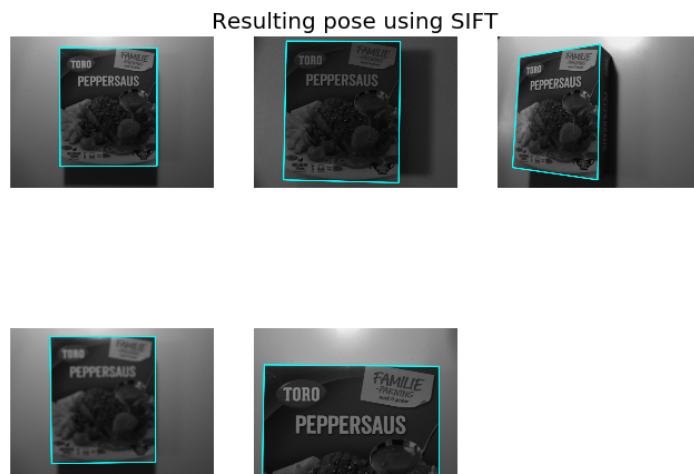 Resulting pose using SIFT
TORO
FAMILIE
PEPPERSAUS
TORO
FAMILIE
-PAKNING
PEPPERSAUS
TORO
FAMILIE
PEPPERSAUS
TORO
FAMILIE
PEPPERSAUS
TORO
FAMILIE
-PAKNING
PEPPERSAUS